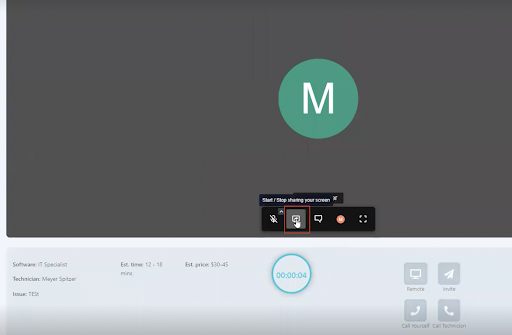 M
Start / Stop sharing your screen
M
Software: IT Specialist
Est. time: 12 - 18
mins.
Est. price: $30-45
Technician: Meyer Spitzer
Issue: TESt
00:00:04
Remote
Invite
Call Yourself
Call Technician